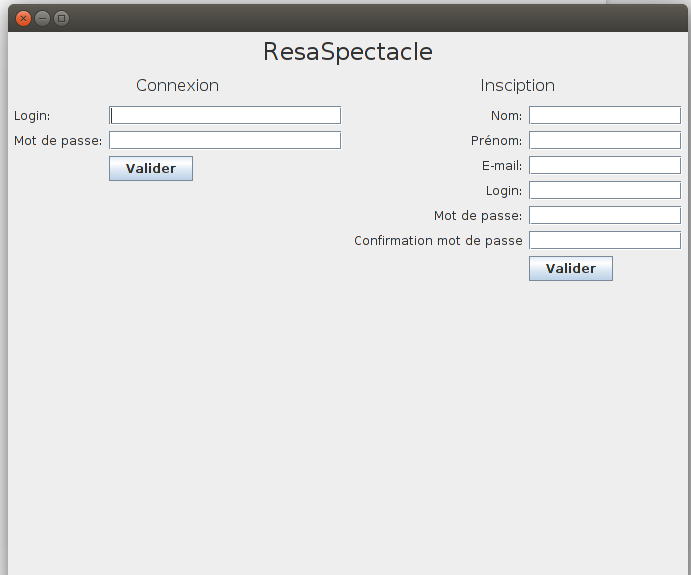 ResaSpectacle
Connexion
Login:
Mot de passe:
Valider
Insciption
Nom:
Prénom:
E-mail:
Login:
Mot de passe:
Confirmation mot de passe
Valider